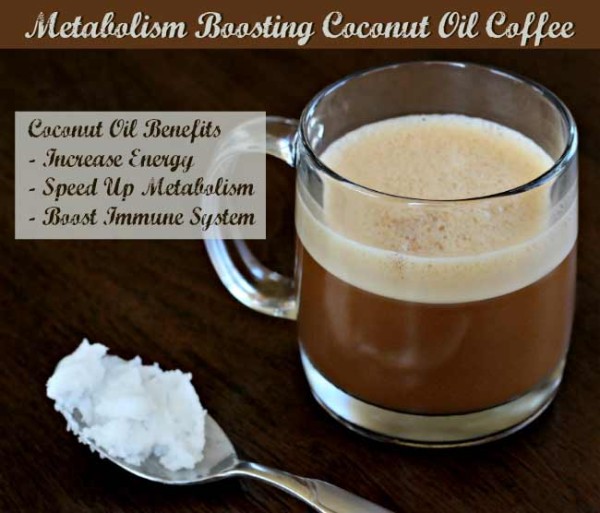 Metabolism Boosting Coconut Oil Coffee
Coconut Oil Benefits
- Increase Energy
- Speed Up Metabolism
- Boost Immune System